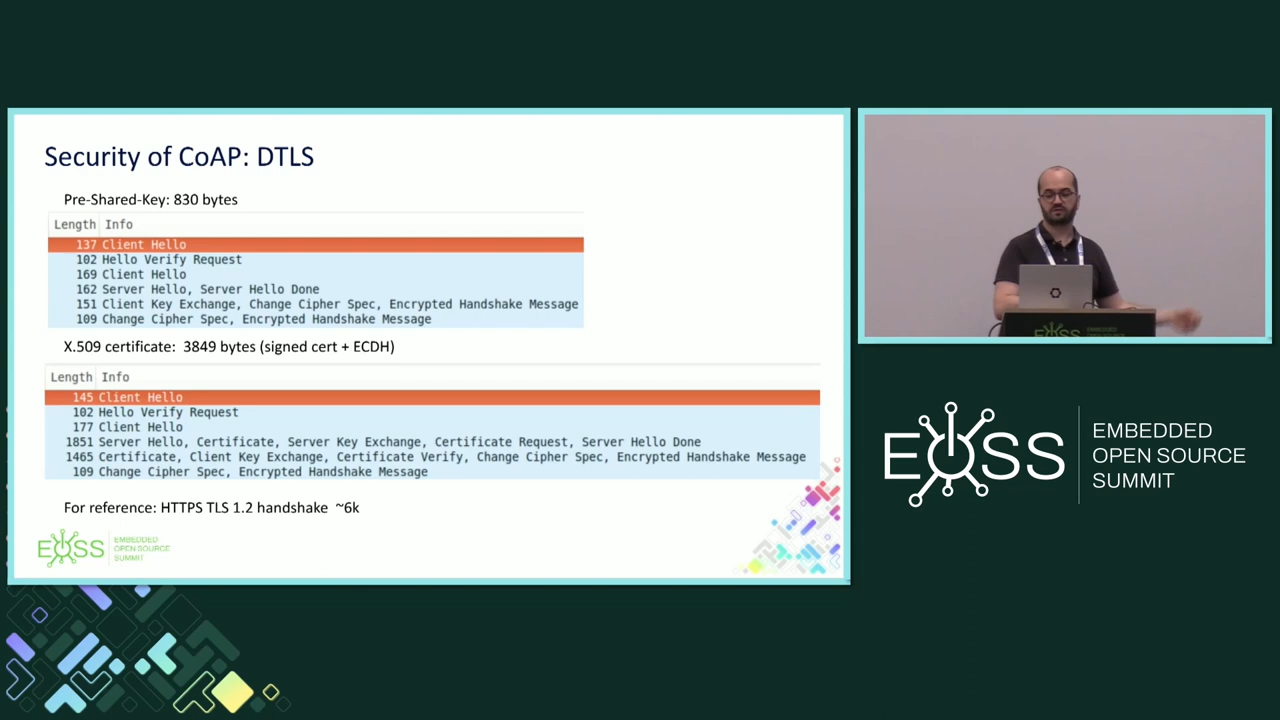 Security of CoAP: DTLS
Pre-Shared-Key: 830 bytes
Length Info
137 Client Hello
102 Hello Verify Request
169 Client Hello
162 Server Hello, Server Hello Done
151 Client Key Exchange, Change Cipher Spec, Encrypted Handshake Message
109 Change Cipher Spec, Encrypted Handshake Message
X.509 certificate: 3849 bytes (signed cert + ECDH)
Length Info
145 Client Hello
102 Hello Verify Request
177 Client Hello
1851 Server Hello, Certificate, Server Key Exchange, Certificate Request, Server Hello Done
1465 Certificate, Client Key Exchange, Certificate Verify, Change Cipher Spec, Encrypted Handshake Message
109 Change Cipher Spec, Encrypted Handshake Message
For reference: HTTPS TLS 1.2 handshake ~6k
EOSS
EMBEDDED
OPEN SOURCE
SUMMIT
EOSS
EMBEDDED
EOSS
EMBEDDED
OPEN SOURCE
SUMMIT